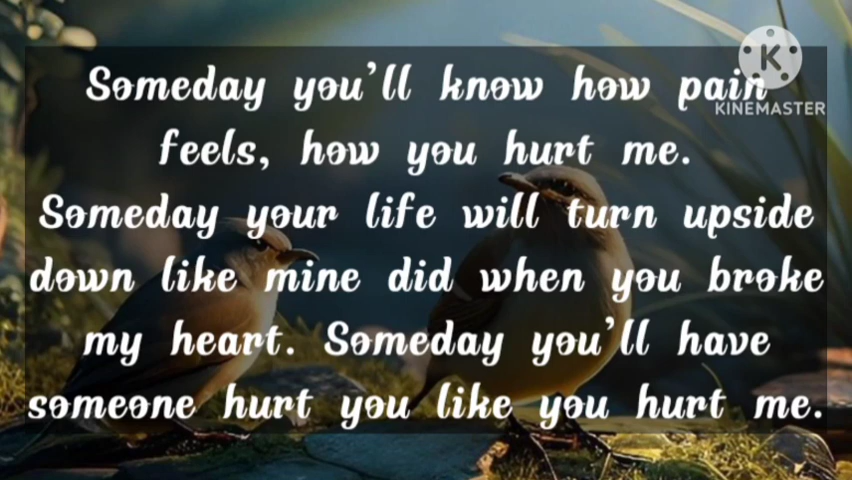 Someday you'll know how pain
feels, how you hurt me.
Someday your life will turn upside
down like mine did when you broke
my heart. Someday you'll have
someone hurt you like you hurt me.
K
KINEMASTER